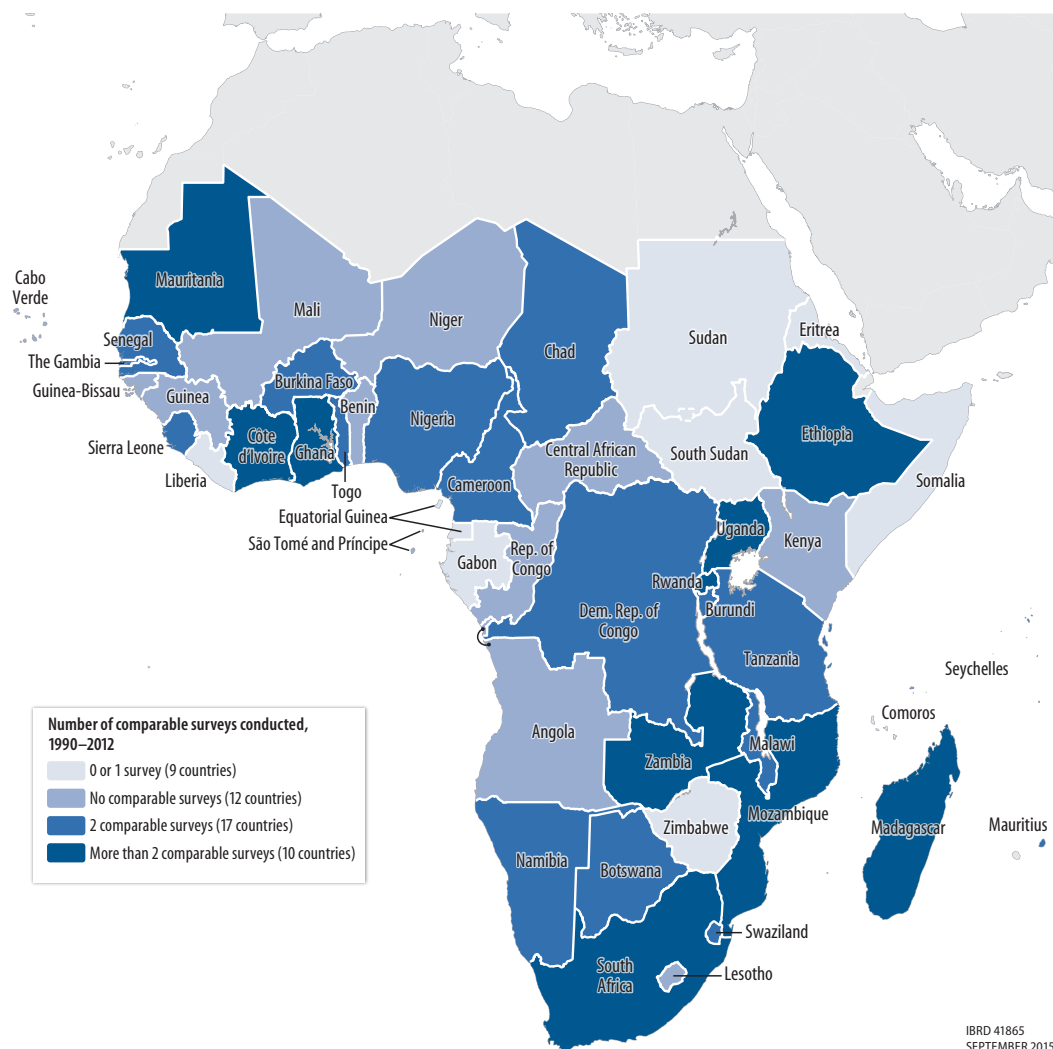 Cabo
Verde
Mauritania
Mali
Niger
Chad
Sudan
Eritrea
Senegal
The Gambia
Guinea-Bissau
Guinea
Burkina Faso
Benin
Nigeria
Ethiopia
Sierra Leone
Côte
d'Ivoire
Ghana
Central African
Republic
South Sudan
Somalia
Liberia
Togo
Cameroon
Equatorial Guinea
São Tomé and Príncipe
Gabon
Rep. of
Congo
Uganda
Kenya
Rwanda
Burundi
Dem. Rep. of
Congo
Tanzania
Seychelles
Comoros
Angola
Malawi
Zambia
Mozambique
Zimbabwe
Madagascar
Mauritius
Namibia
Botswana
Swaziland
South
Africa
Lesotho
Number of comparable surveys conducted,
1990–2012
0 or 1 survey (9 countries)
No comparable surveys (12 countries)
2 comparable surveys (17 countries)
More than 2 comparable surveys (10 countries)
IBRD 41865
SEPTEMBER 2015